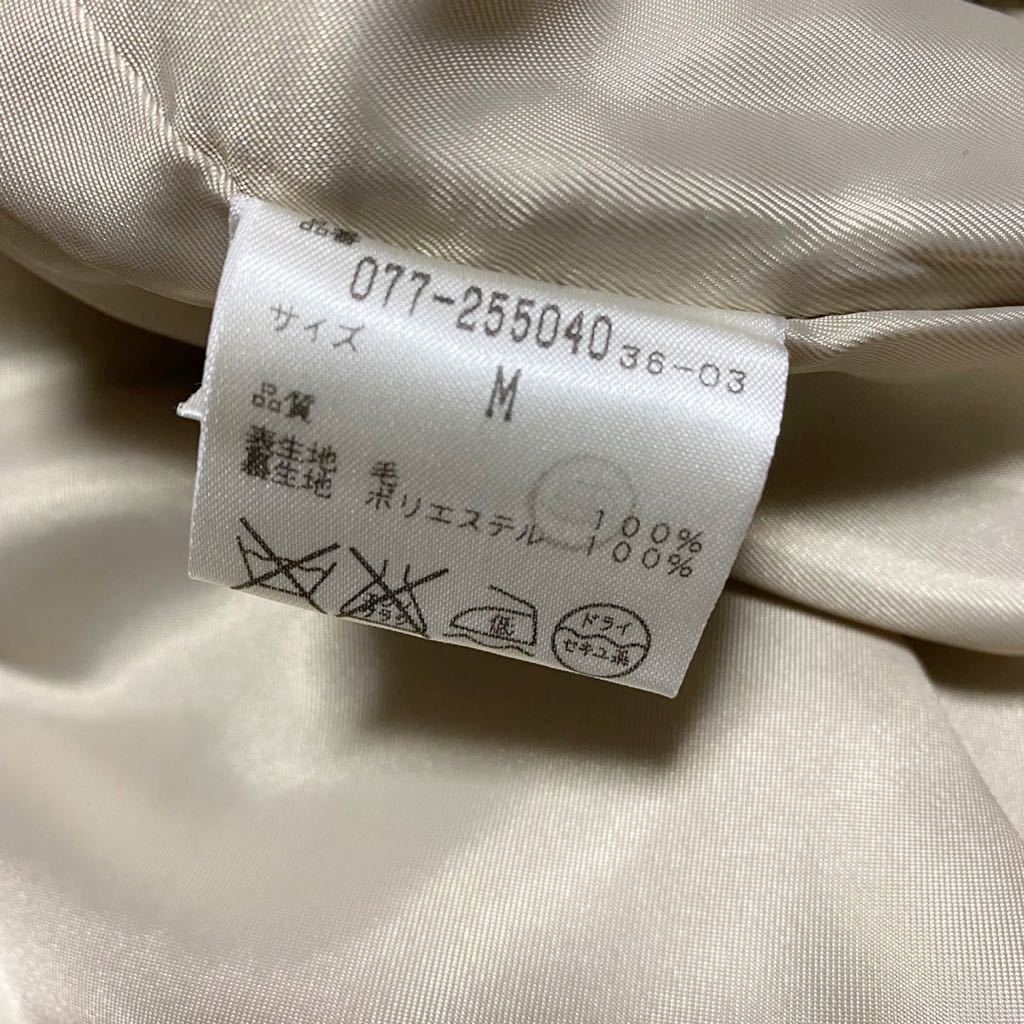 品番
077-255040 36-03
サイズ M
品質
表生地 毛 100%
裏生地 ポリエステル 100%
低
ドライ
セキユ系